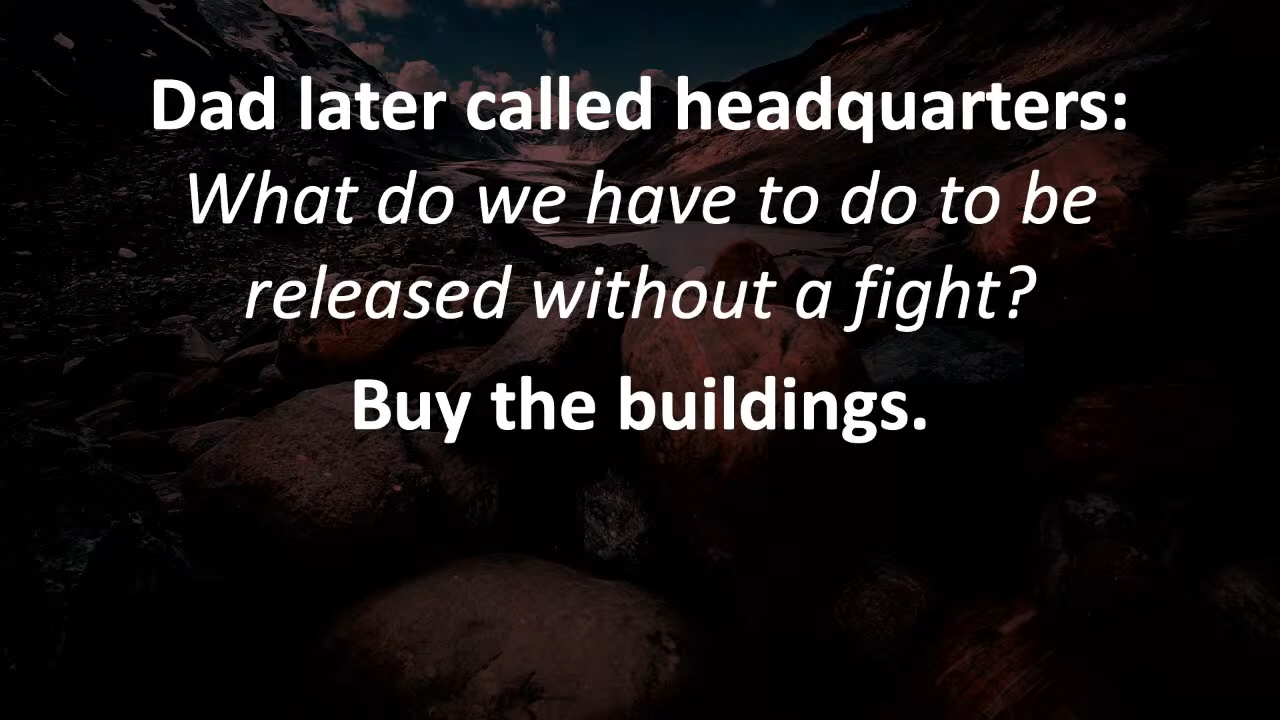 Dad later called headquarters:
What do we have to do to be
released without a fight?
Buy the buildings.